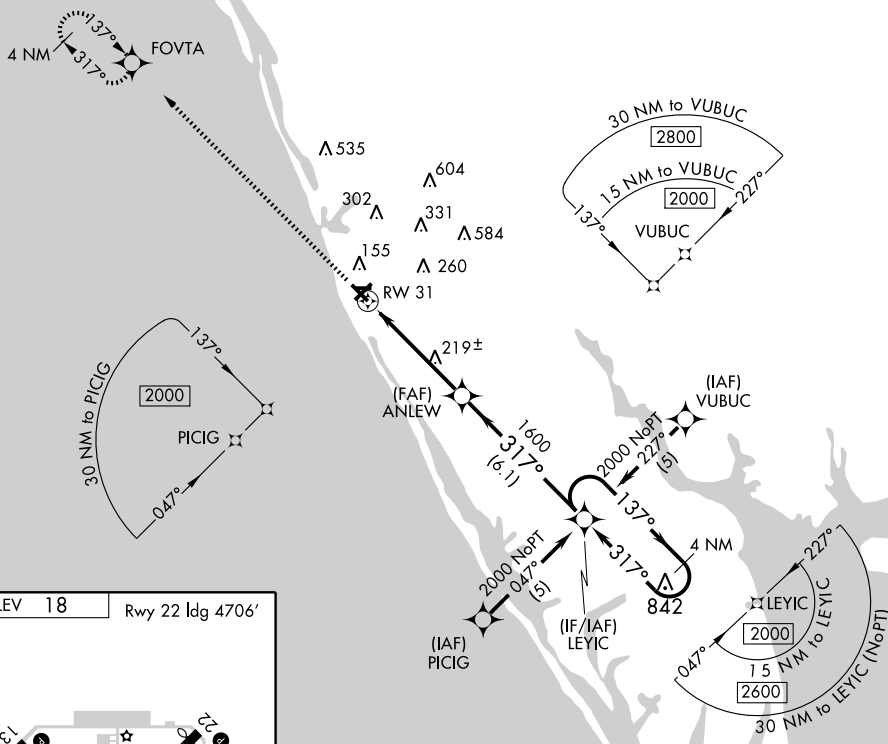 137°
317°
4 NM
FOVTA
535
604
302
331
584
155
260
RW 31
219±
30 NM to VUBUC
2800
15 NM to VUBUC
2000
137°
227°
VUBUC
137°
2000
30 NM to PICIG
PICIG
047°
(FAF)
ANLEW
1600
317°
(6.1)
(IAF)
VUBUC
2000 NoPT
227°
(5)
137°
317°
4 NM
842
2000 NoPT
047°
(5)
(IAF)
PICIG
(IF/IAF)
LEYIC
227°
LEYIC
2000
047°
15 NM to LEYIC
2600
30 NM to LEYIC (NoPT)
LEV 18
Rwy 22 ldg 4706'
13
22
P
P